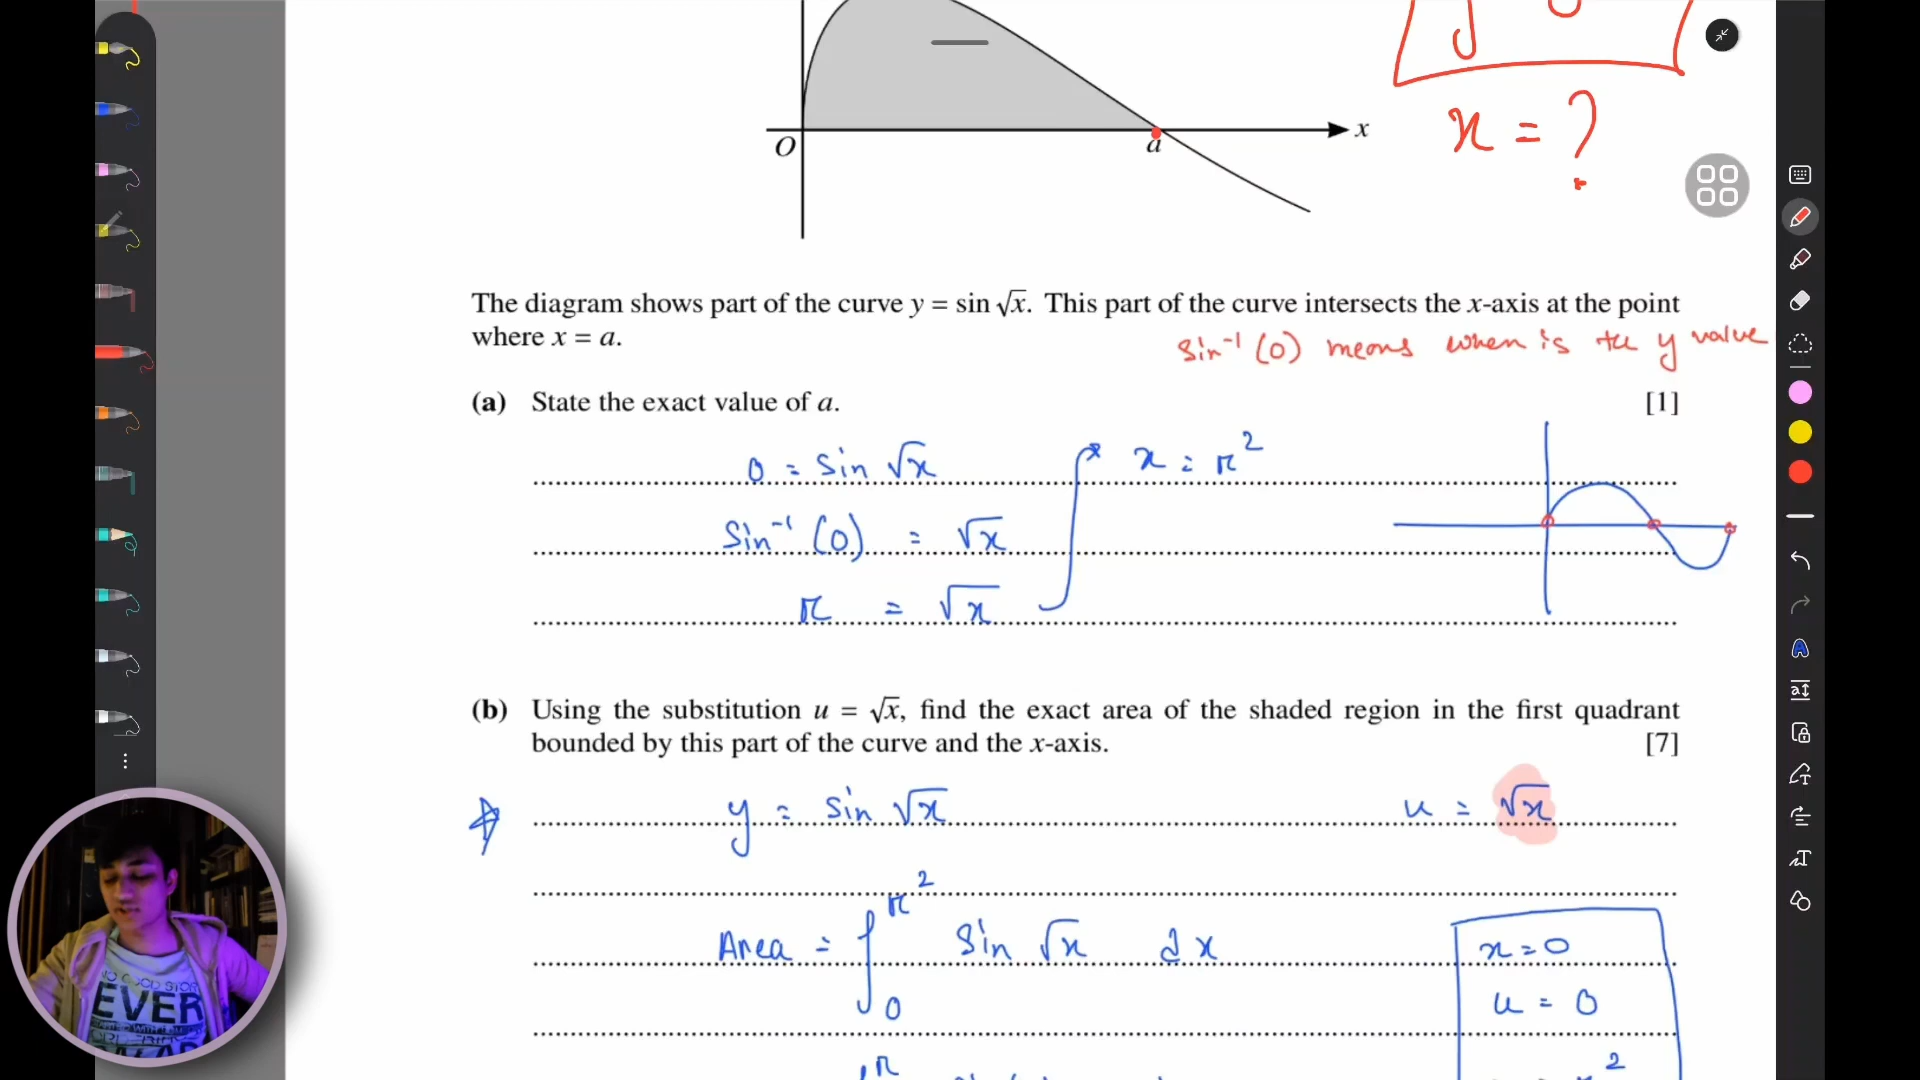 x = ?
O
a
x
The diagram shows part of the curve y = sin √x. This part of the curve intersects the x-axis at the point
where x = a.
sin⁻¹ (0) means when is the y value
(a) State the exact value of a. [1]
0 = sin √x
x = π²
sin⁻¹ (0) = √x
π = √x
(b) Using the substitution u = √x, find the exact area of the shaded region in the first quadrant
bounded by this part of the curve and the x-axis. [7]
y = sin √x
u = √x
Area = ∫₀^π² sin √x dx
x = 0
u = 0
π
2
EVER